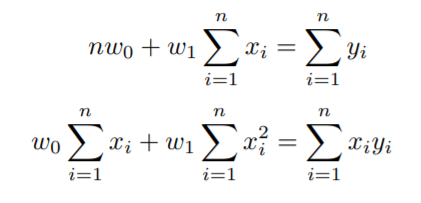 nw₀ + w₁ ∑ᵢ₌₁ⁿ xᵢ = ∑ᵢ₌₁ⁿ yᵢ
w₀ ∑ᵢ₌₁ⁿ xᵢ + w₁ ∑ᵢ₌₁ⁿ xᵢ² = ∑ᵢ₌₁ⁿ xᵢyᵢ